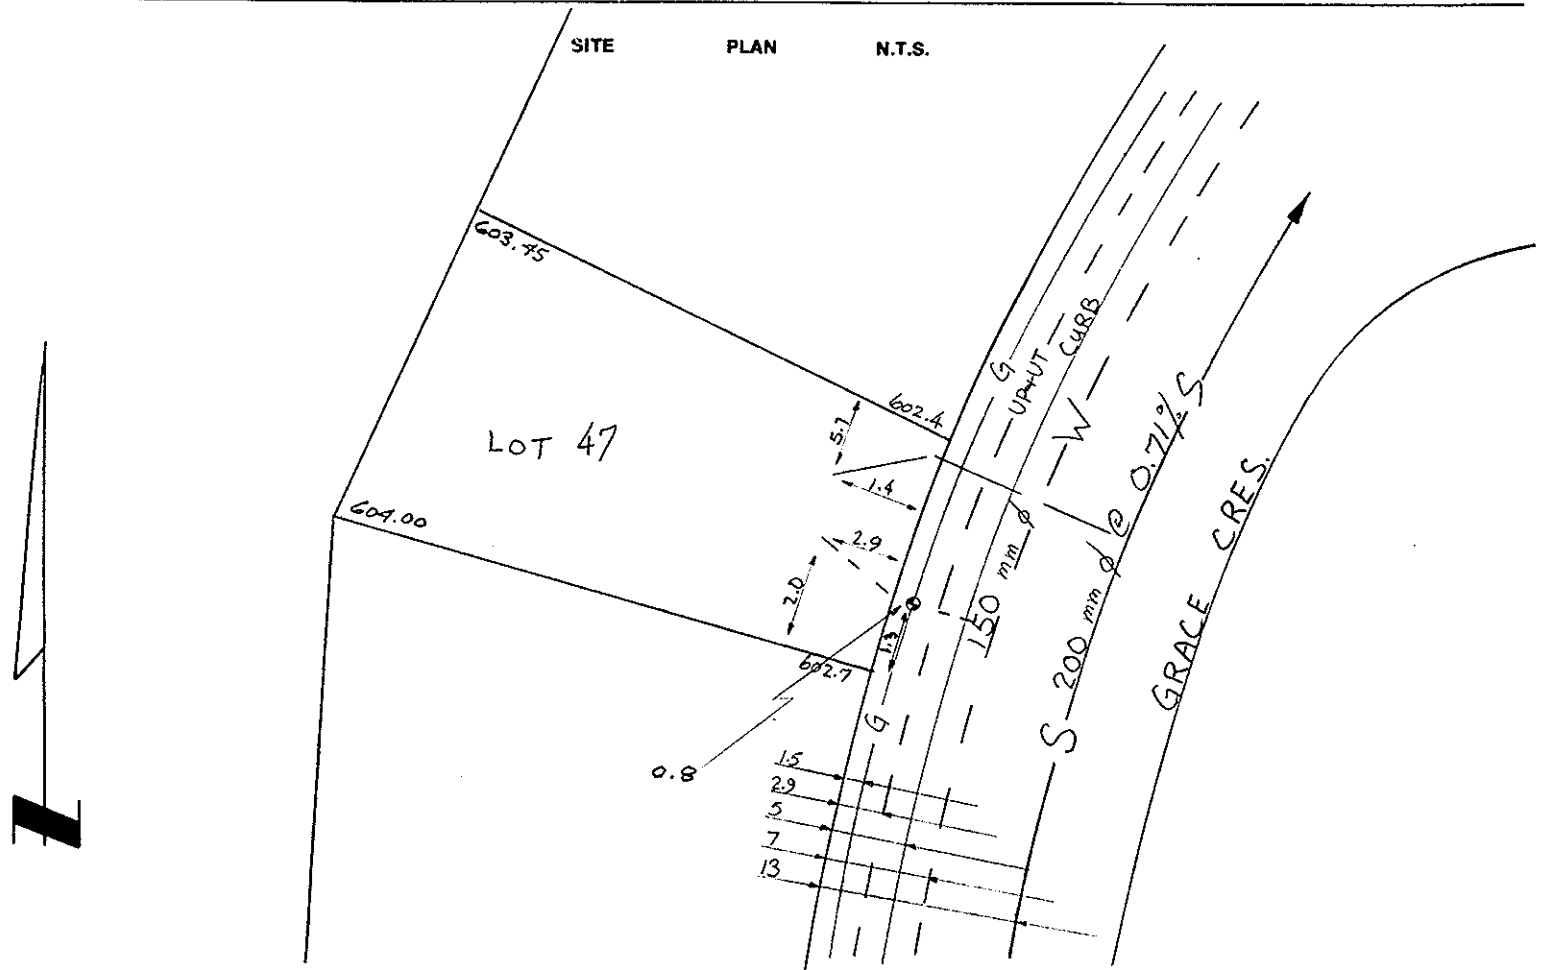 SITE PLAN N.T.S.
603.45
602.4
LOT 47
5.7
1.4
604.00
2.9
2.0
1.3
602.7
0.8
G
UP+UT
CURB
W
150 mm ϕ
S 200 mm ϕ @ 0.71% S
GRACE CRES.
G
1.5
2.9
5
7
13